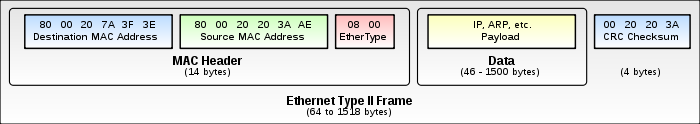 80 00 20 7A 3F 3E
Destination MAC Address
80 00 20 20 3A AE
Source MAC Address
08 00
EtherType
IP, ARP, etc.
Payload
00 20 20 3A
CRC Checksum
MAC Header
(14 bytes)
Data
(46 - 1500 bytes)
(4 bytes)
Ethernet Type II Frame
(64 to 1518 bytes)